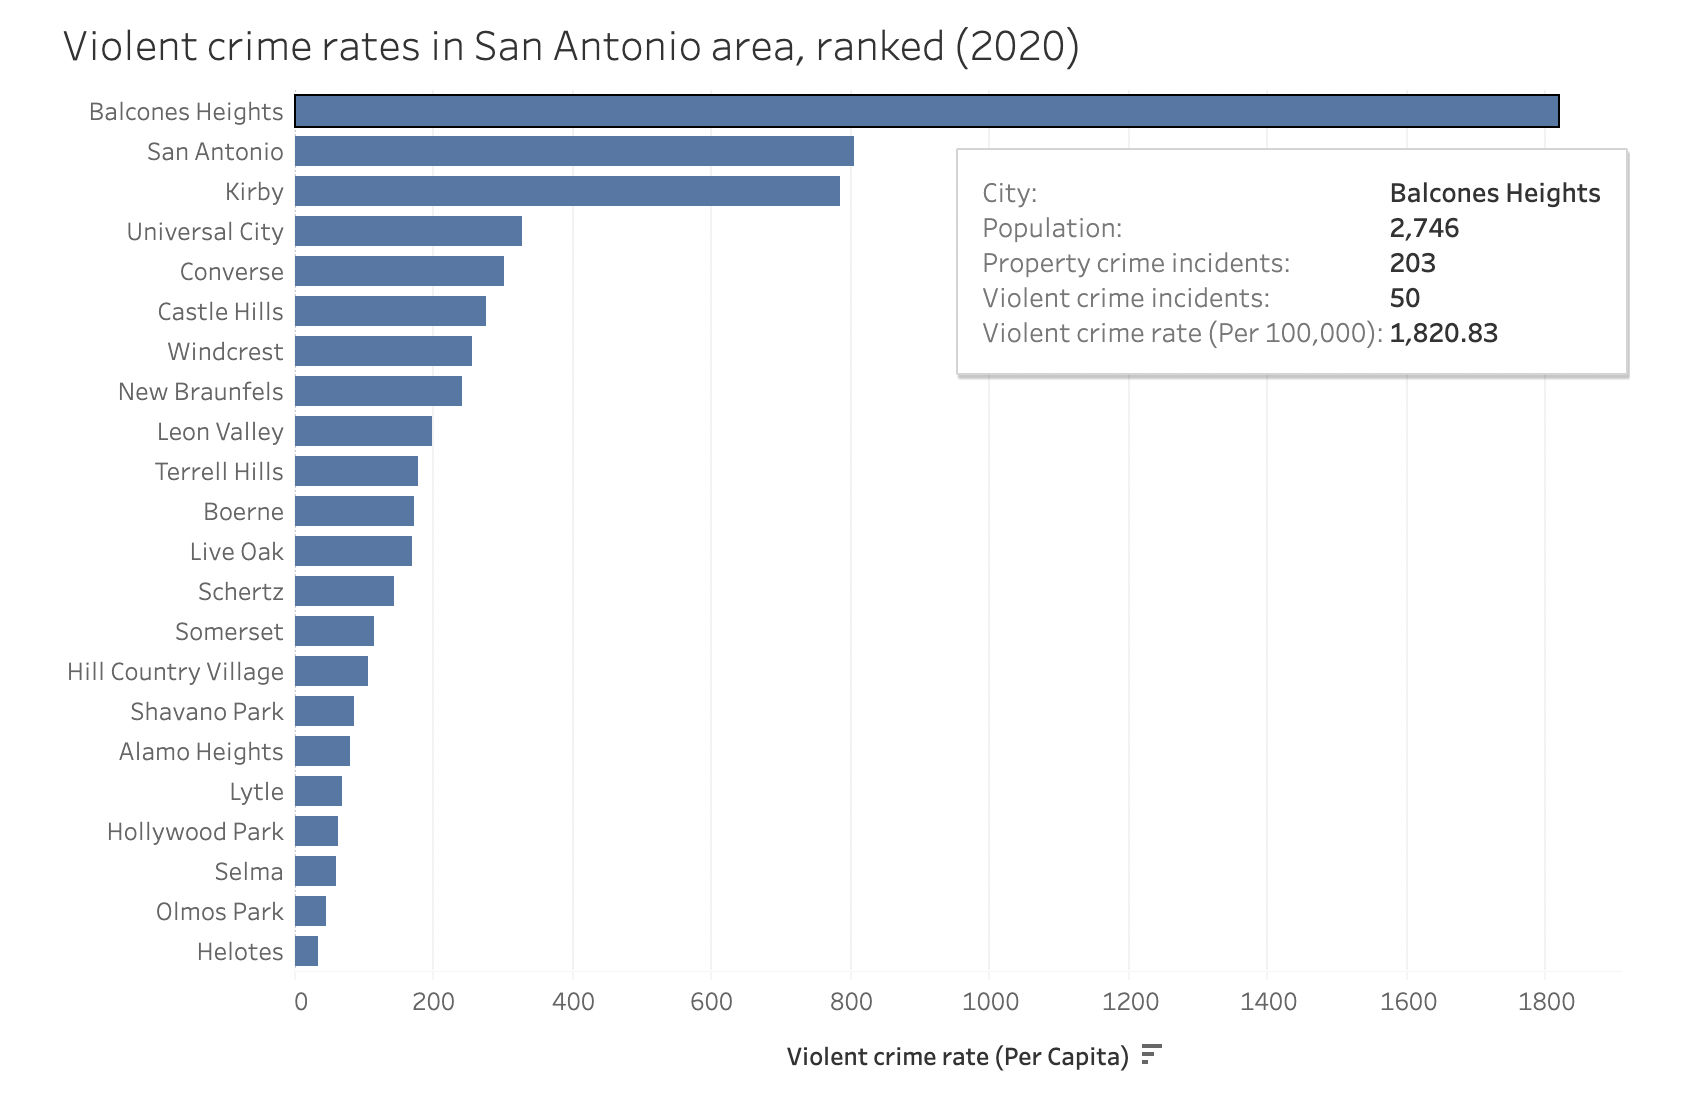 Violent crime rates in San Antonio area, ranked (2020)
Balcones Heights
San Antonio
Kirby
Universal City
Converse
Castle Hills
Windcrest
New Braunfels
Leon Valley
Terrell Hills
Boerne
Live Oak
Schertz
Somerset
Hill Country Village
Shavano Park
Alamo Heights
Lytle
Hollywood Park
Selma
Olmos Park
Helotes
City: Balcones Heights
Population: 2,746
Property crime incidents: 203
Violent crime incidents: 50
Violent crime rate (Per 100,000): 1,820.83
0 200 400 600 800 1000 1200 1400 1600 1800
Violent crime rate (Per Capita)